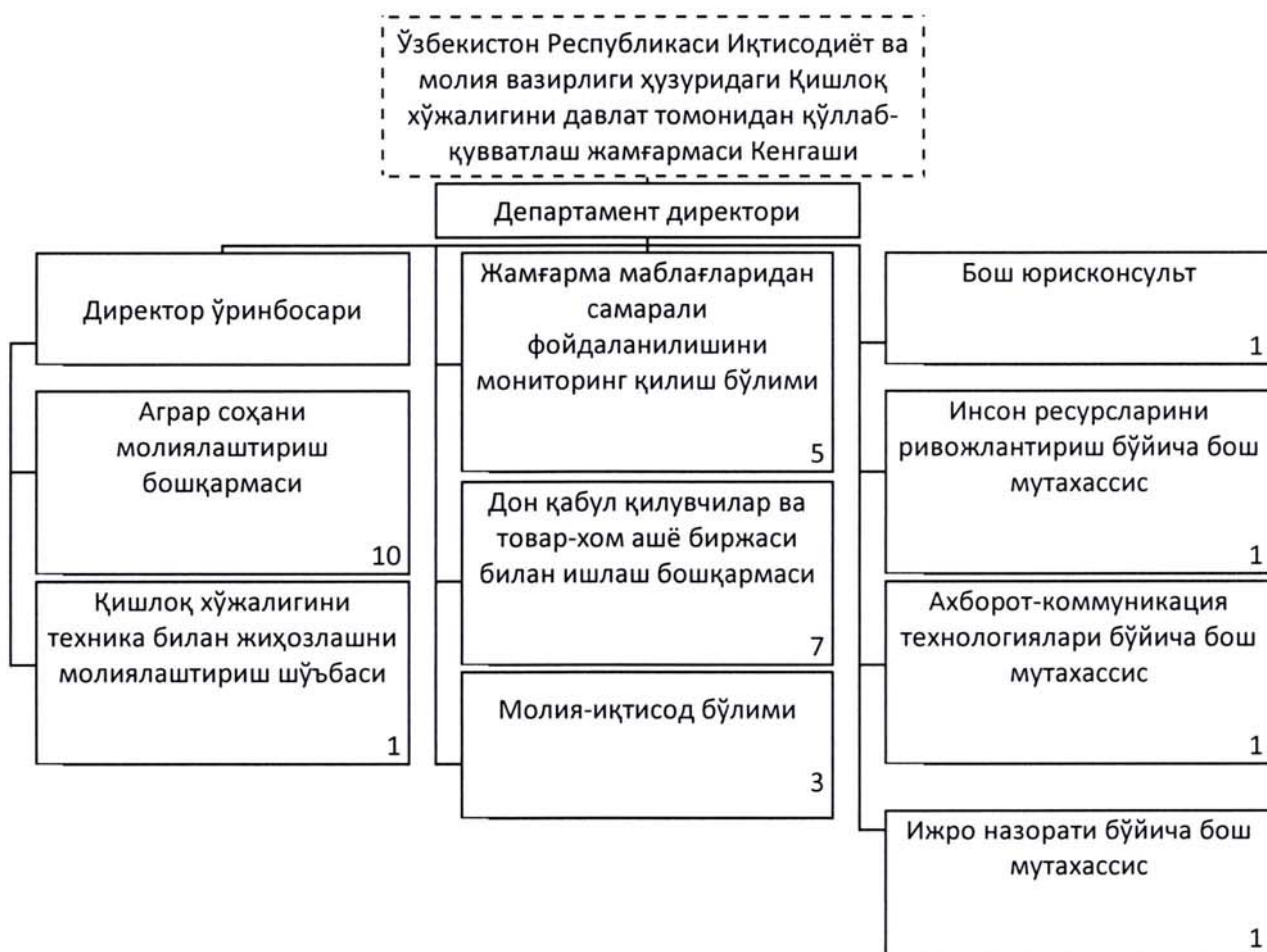 Ўзбекистон Республикаси Иқтисодиёт ва
молия вазирлиги ҳузуридаги Қишлоқ
хўжалигини давлат томонидан қўллаб-
қувватлаш жамғармаси Кенгаши
Департамент директори
Директор ўринбосари
Аграр соҳани
молиялаштириш
бошқармаси
10
Қишлоқ хўжалигини
техника билан жиҳозлашни
молиялаштириш шўъбаси
1
Жамғарма маблағларидан
самарали
фойдаланилишини
мониторинг қилиш бўлими
5
Дон қабул қилувчилар ва
товар-хом ашё биржаси
билан ишлаш бошқармаси
7
Молия-иқтисод бўлими
3
Бош юрисконсульт
1
Инсон ресурсларини
ривожлантириш бўйича бош
мутахассис
1
Ахборот-коммуникация
технологиялари бўйича бош
мутахассис
1
Ижро назорати бўйича бош
мутахассис
1